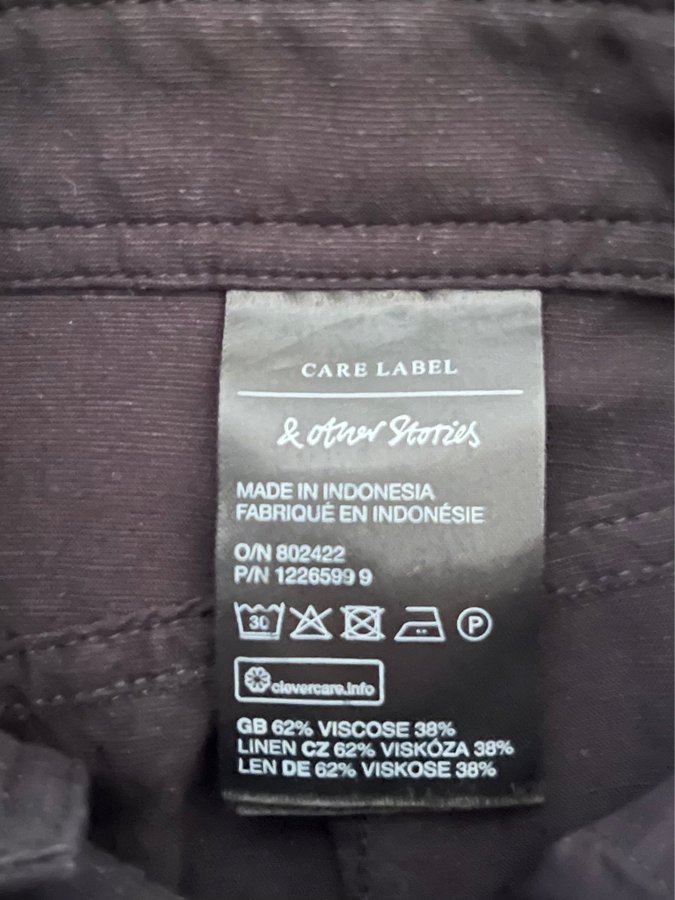 CARE LABEL
& other Stories
MADE IN INDONESIA
FABRIQUÉ EN INDONÉSIE
O/N 802422
P/N 1226599 9
30 P
clevercare.info
GB 62% VISCOSE 38%
LINEN CZ 62% VISKÓZA 38%
LEN DE 62% VISKOSE 38%